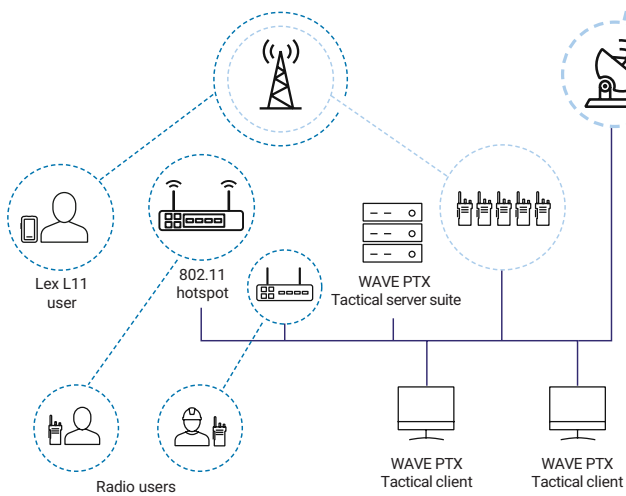 Lex L11
user
802.11
hotspot
WAVE PTX
Tactical server suite
Radio users
WAVE PTX
Tactical client
WAVE PTX
Tactical client